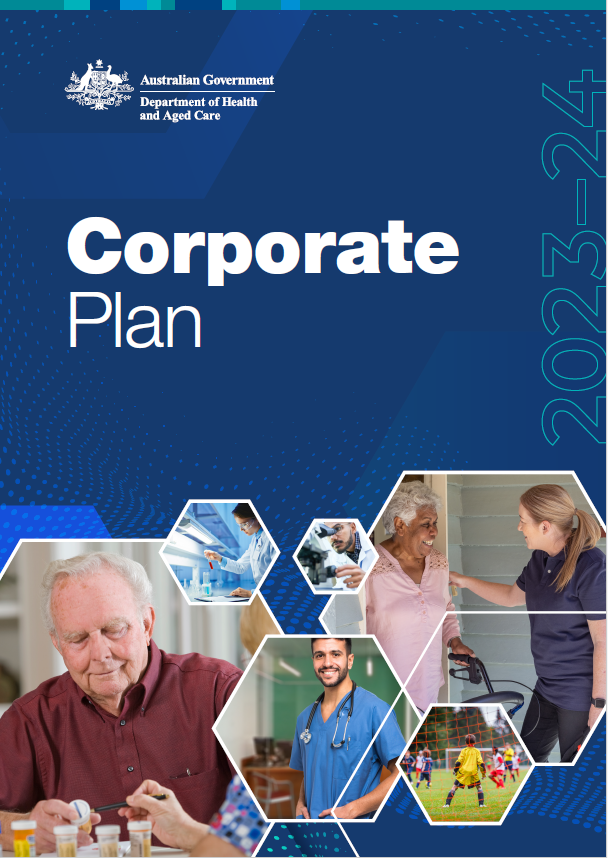 Australian Government
Department of Health
and Aged Care
2023–24
Corporate
Plan